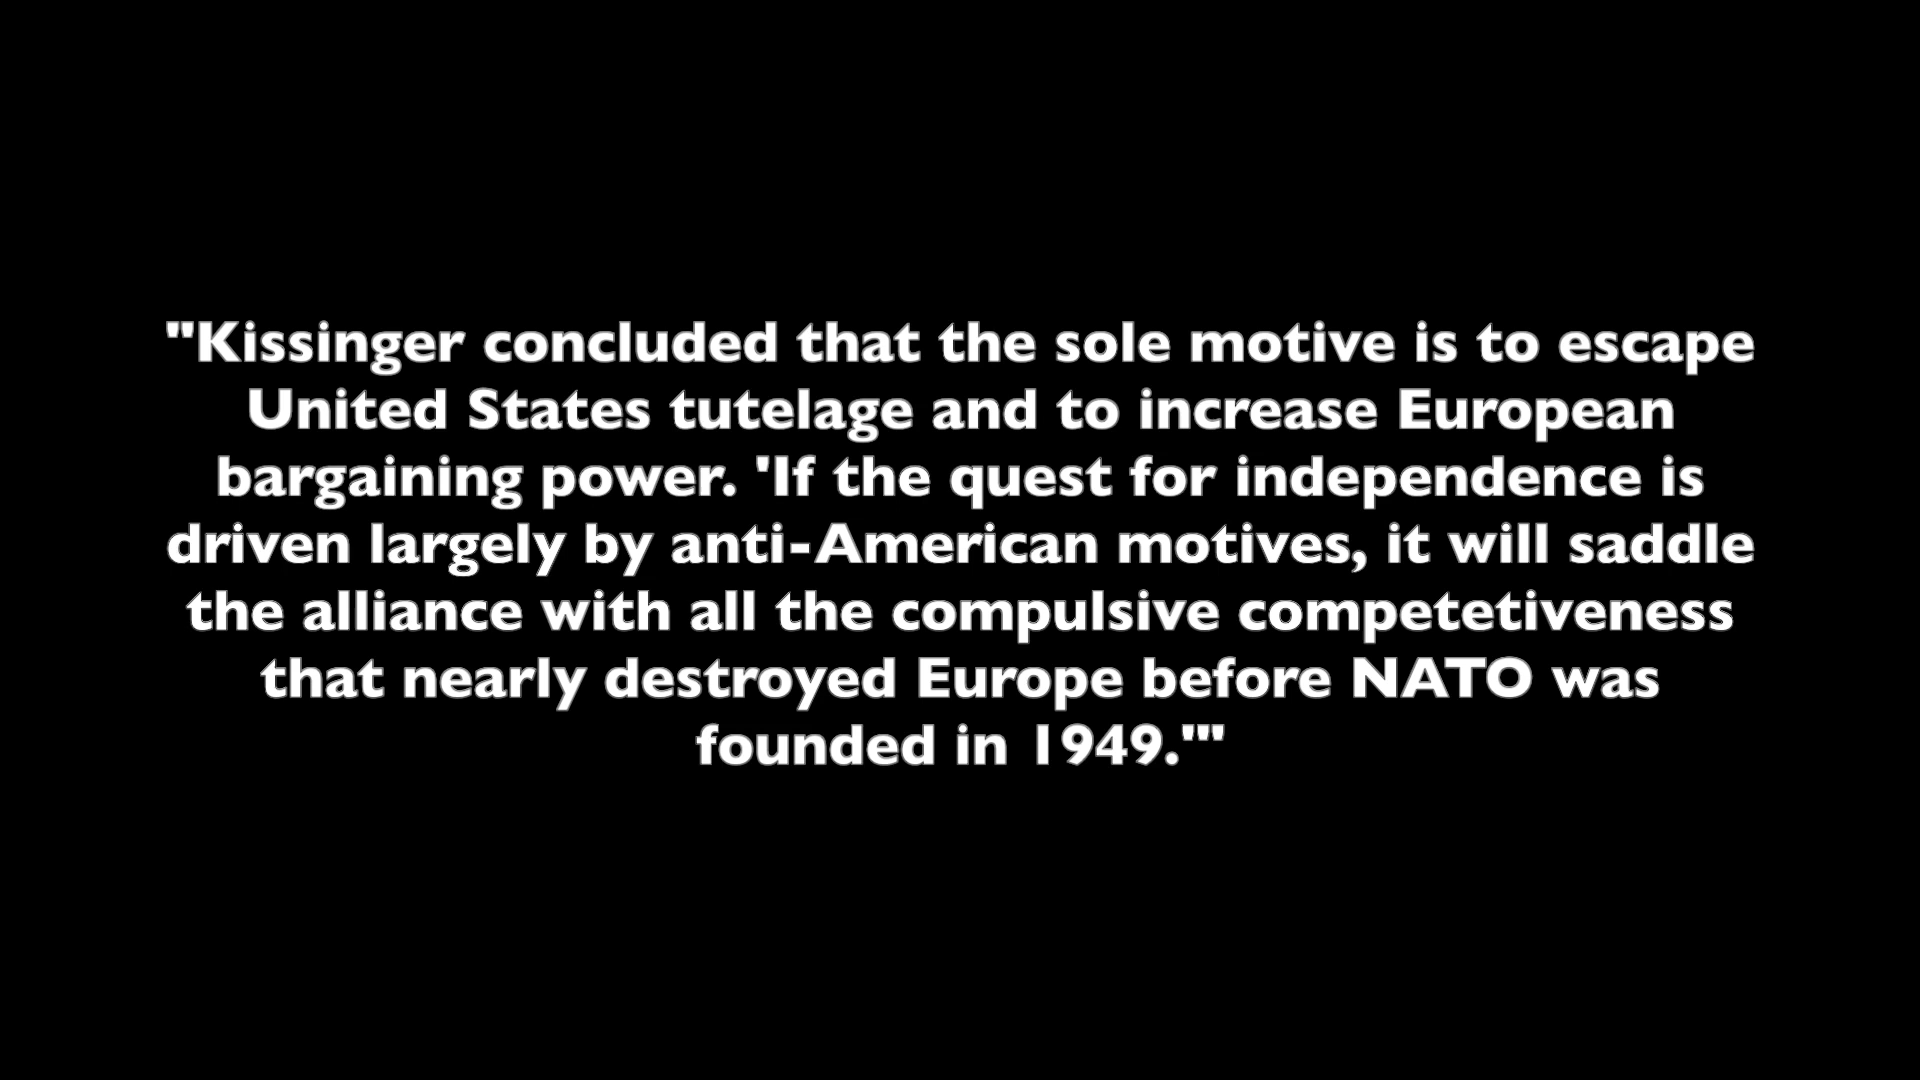 "Kissinger concluded that the sole motive is to escape
United States tutelage and to increase European
bargaining power. 'If the quest for independence is
driven largely by anti-American motives, it will saddle
the alliance with all the compulsive competetiveness
that nearly destroyed Europe before NATO was
founded in 1949.'"